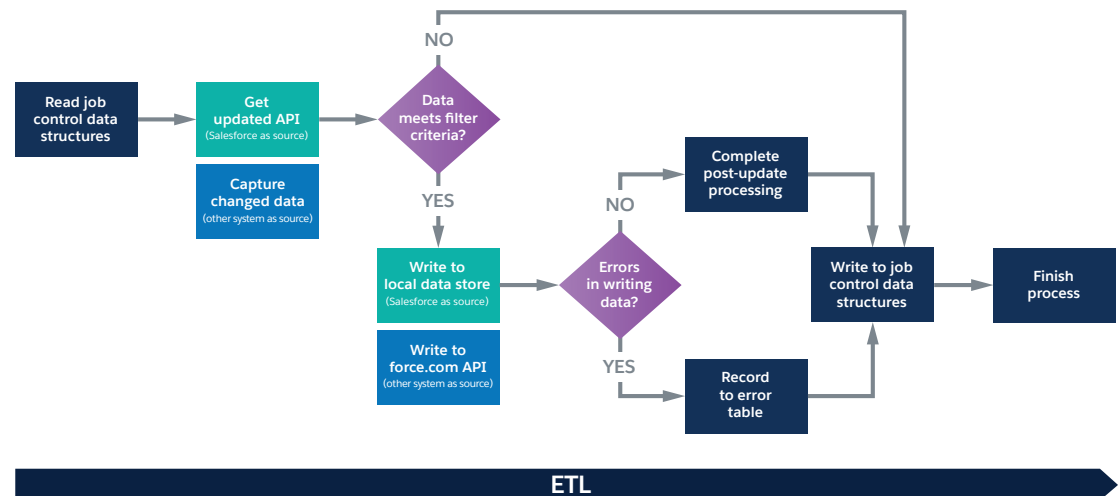 NO
Read job
control data
structures
Get
updated API
(Salesforce as source)
Data
meets filter
criteria?
Capture
changed data
(other system as source)
YES
NO
Complete
post-update
processing
Write to
local data store
(Salesforce as source)
Errors
in writing
data?
Write to job
control data
structures
Finish
process
Write to
force.com API
(other system as source)
YES
Record
to error
table
ETL